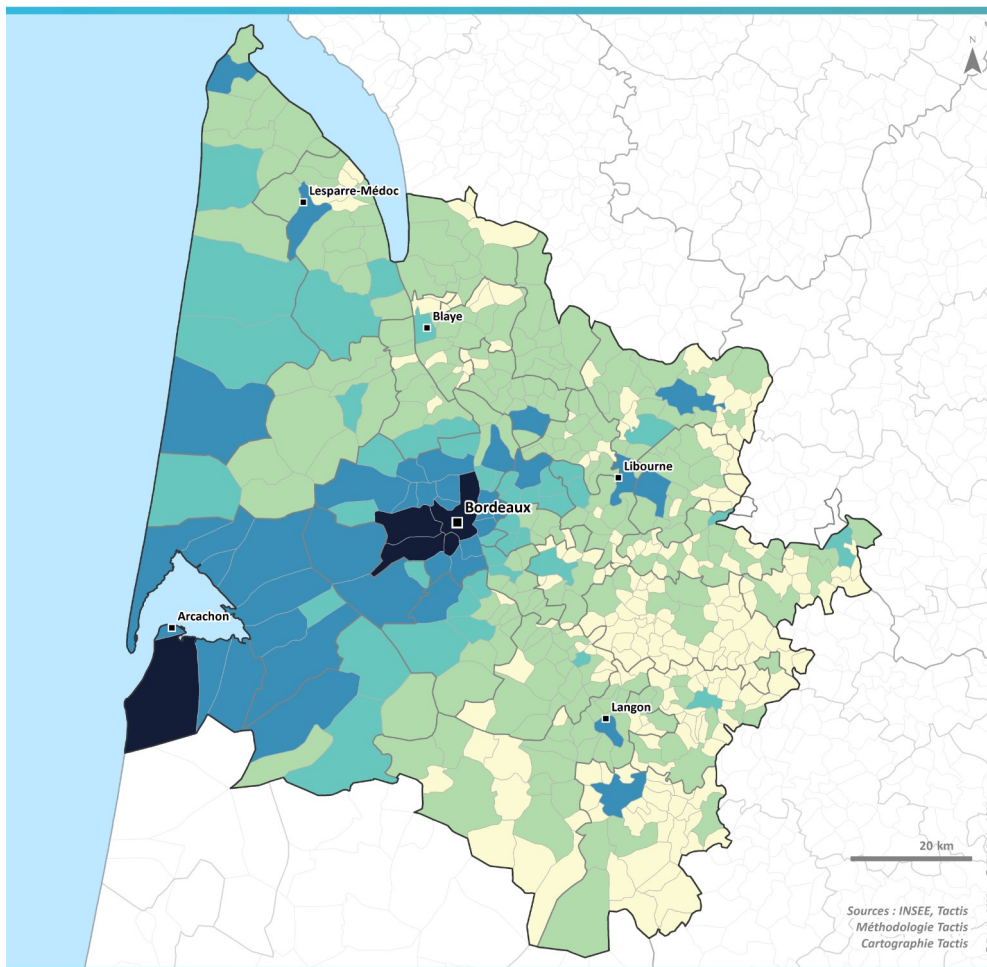 N
Lesparre-Médoc
Blaye
Libourne
Bordeaux
Arcachon
Langon
20 km
Sources : INSEE, Tactis
Méthodologie Tactis
Cartographie Tactis